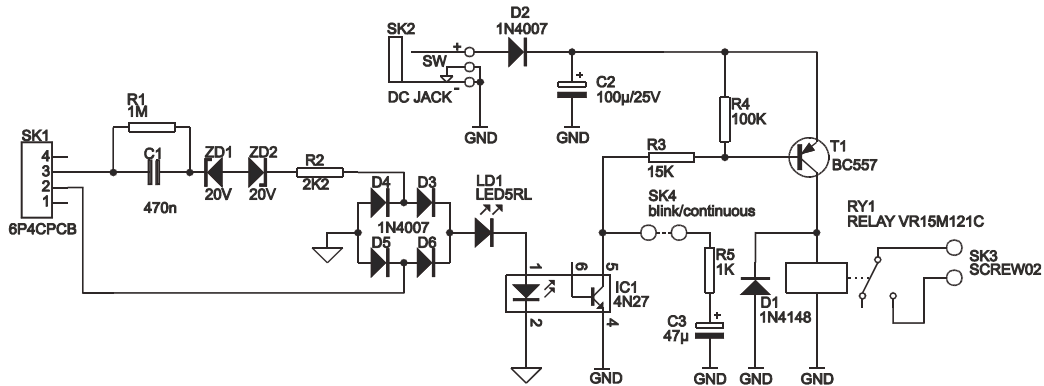 D2
1N4007
SK2
+
SW
-
DC JACK
GND
+
C2
100µ/25V
GND
R4
100K
T1
BC557
R3
15K
R1
1M
SK1
4
3
2
1
6P4CPCB
C1
470n
ZD1
20V
ZD2
20V
R2
2K2
D4
D3
1N4007
D5
D6
LD1
LED5RL
SK4
blink/continuous
RY1
RELAY VR15M121C
SK3
SCREW02
1
6
5
IC1
4N27
2
4
R5
1K
+
C3
47µ
D1
1N4148
GND
GND
GND
GND